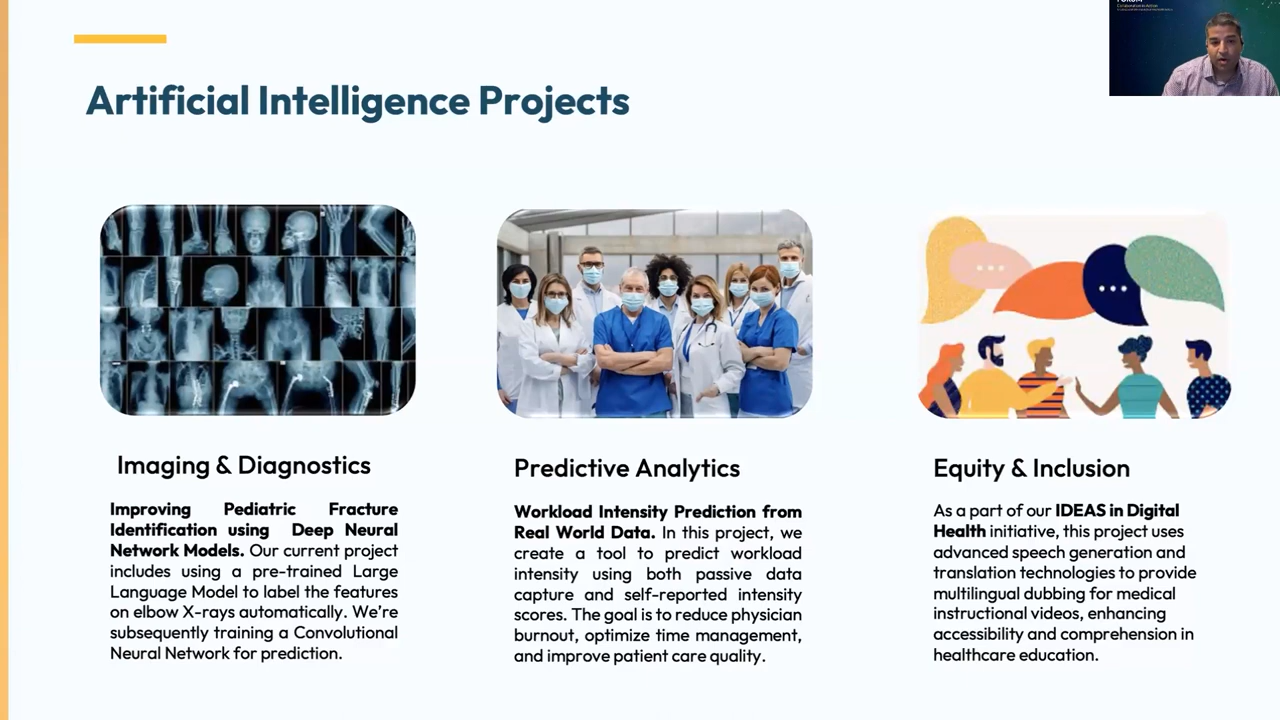 Artificial Intelligence Projects
Imaging & Diagnostics
Improving Pediatric Fracture
Identification using Deep Neural
Network Models. Our current project
includes using a pre-trained Large
Language Model to label the features
on elbow X-rays automatically. We’re
subsequently training a Convolutional
Neural Network for prediction.
Predictive Analytics
Workload Intensity Prediction from
Real World Data. In this project, we
create a tool to predict workload
intensity using both passive data
capture and self-reported intensity
scores. The goal is to reduce physician
burnout, optimize time management,
and improve patient care quality.
Equity & Inclusion
As a part of our IDEAS in Digital
Health initiative, this project uses
advanced speech generation and
translation technologies to provide
multilingual dubbing for medical
instructional videos, enhancing
accessibility and comprehension in
healthcare education.